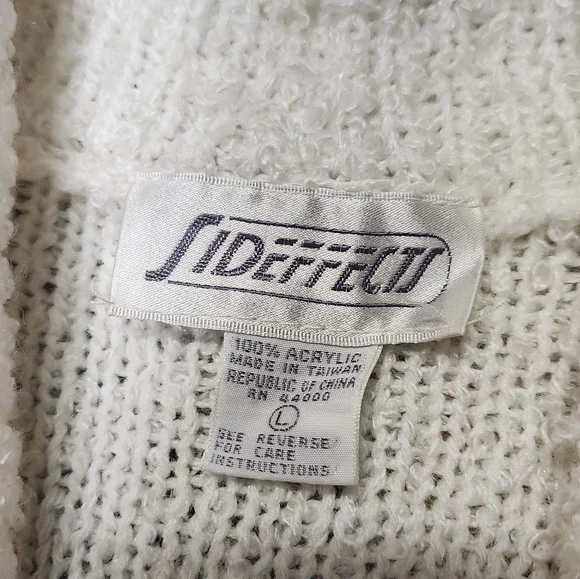 SIDEFFECTS
100% ACRYLIC
MADE IN TAIWAN
REPUBLIC OF CHINA
RN 44000
L
SEE REVERSE
FOR CARE
INSTRUCTIONS